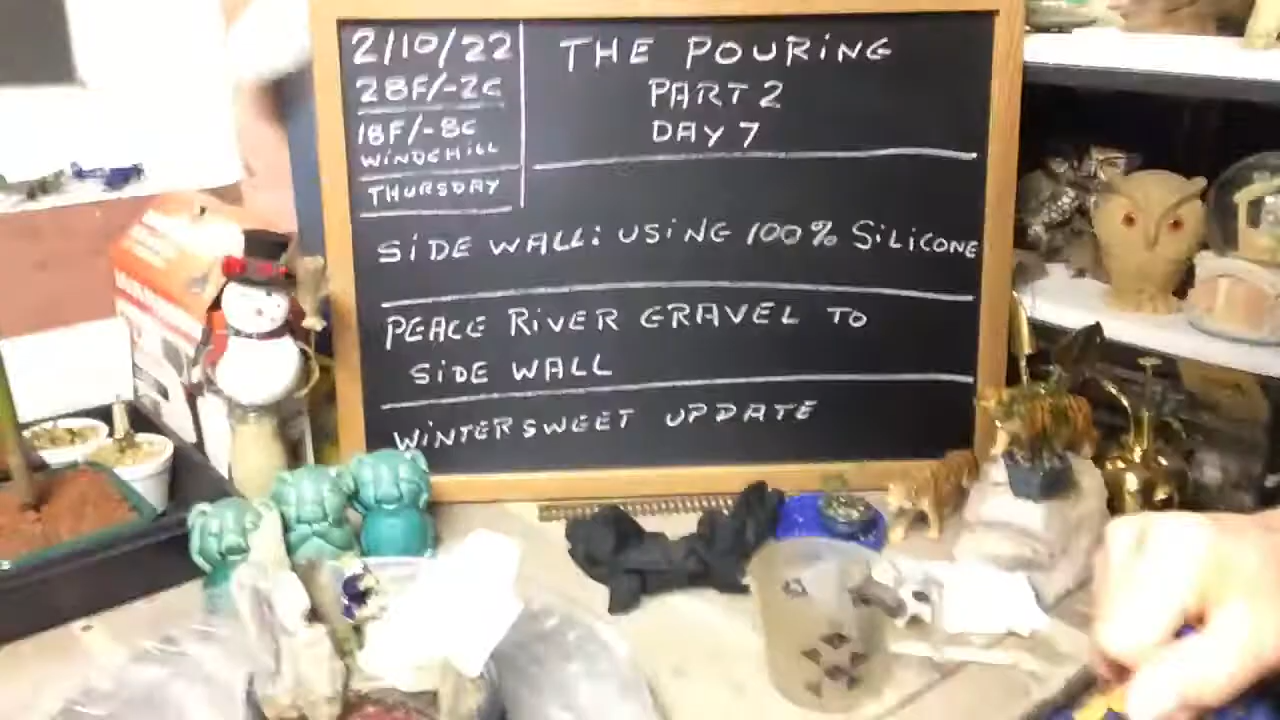 2/10/22
28F/-2C
18F/-8C
WINDCHILL
THURSDAY
THE POURING
PART 2
DAY 7
SIDE WALL: USING 100% SILICONE
PEACE RIVER GRAVEL TO
SIDE WALL
WINTERSWEET UPDATE